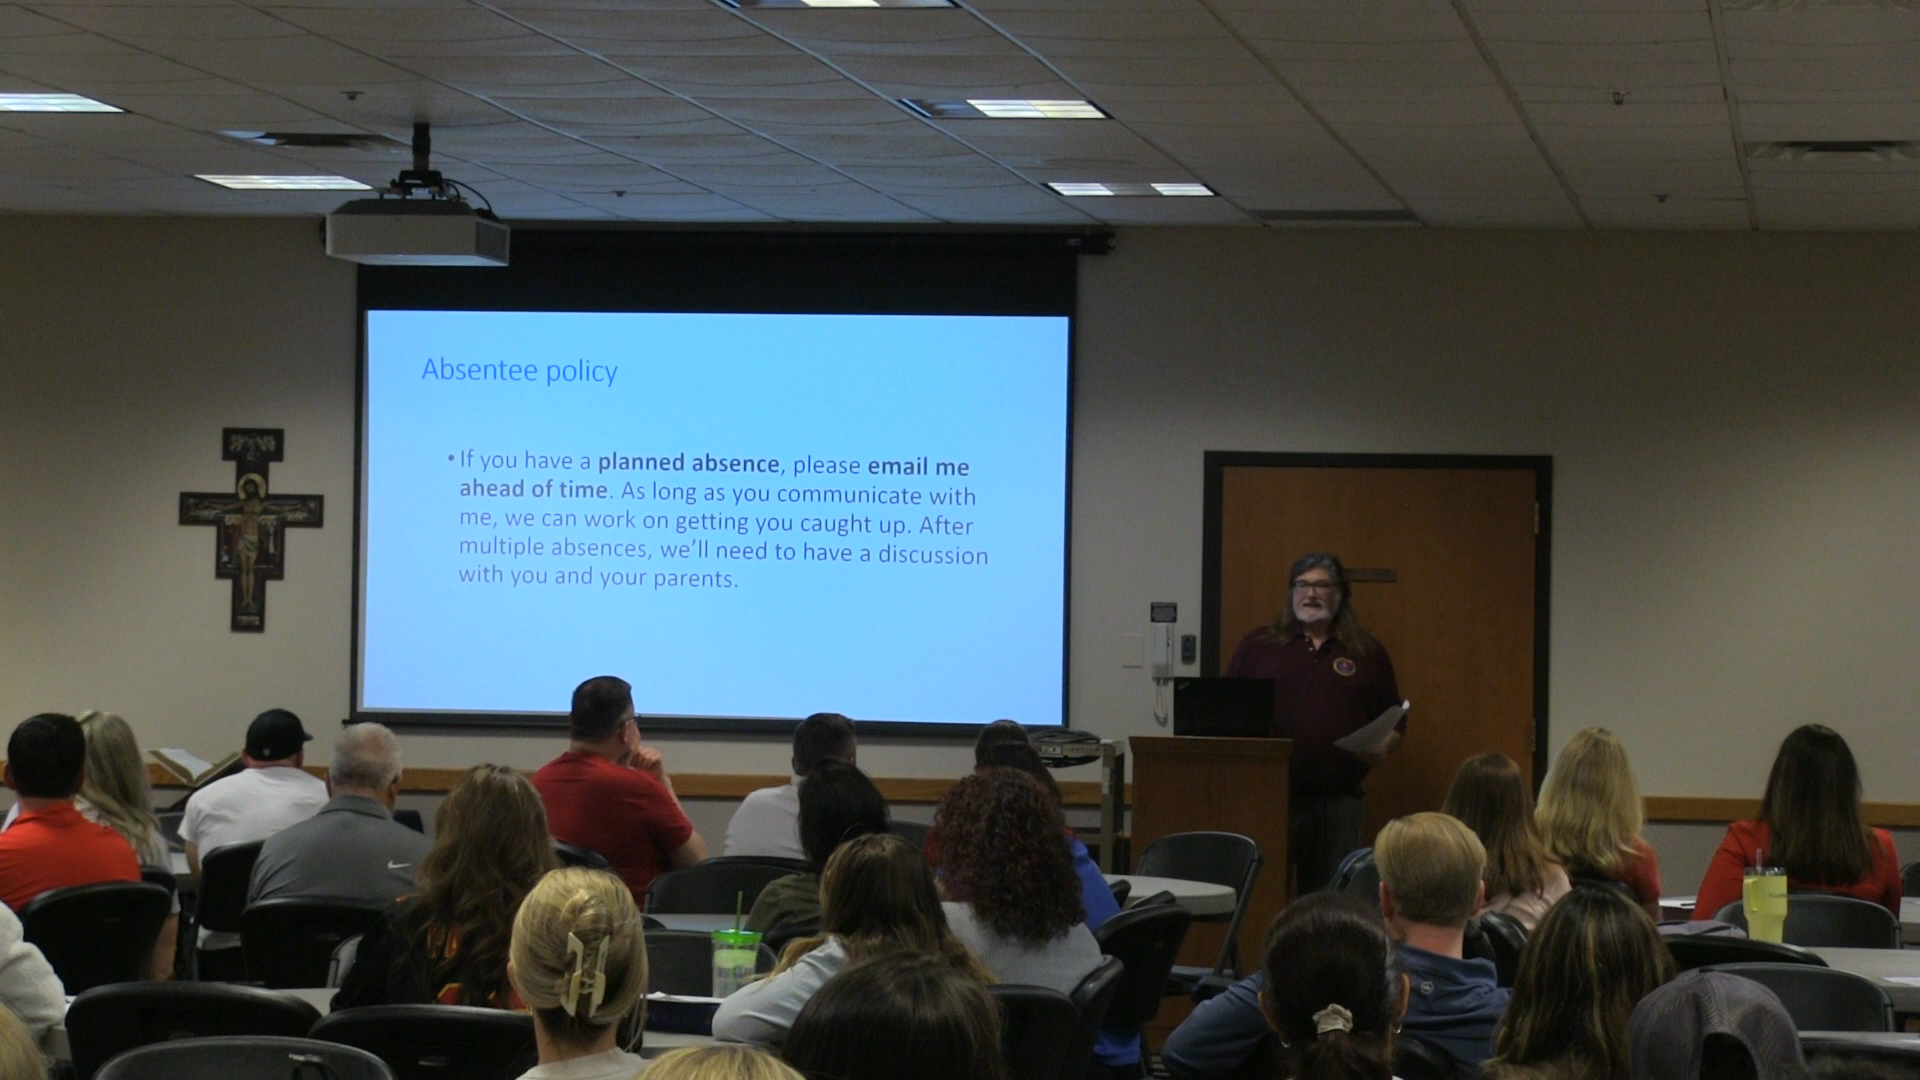 Absentee policy
• If you have a planned absence, please email me
ahead of time. As long as you communicate with
me, we can work on getting you caught up. After
multiple absences, we'll need to have a discussion
with you and your parents.